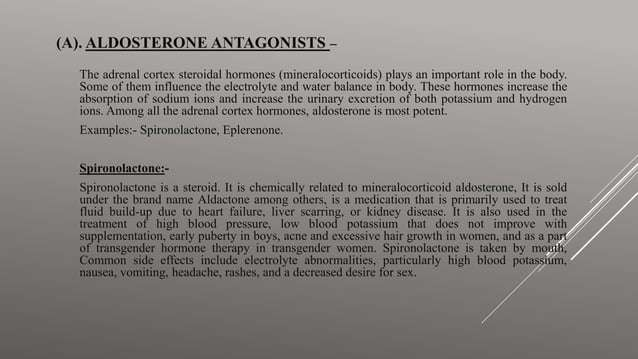 (A). ALDOSTERONE ANTAGONISTS –
The adrenal cortex steroidal hormones (mineralocorticoids) plays an important role in the body.
Some of them influence the electrolyte and water balance in body. These hormones increase the
absorption of sodium ions and increase the urinary excretion of both potassium and hydrogen
ions. Among all the adrenal cortex hormones, aldosterone is most potent.
Examples:- Spironolactone, Eplerenone.
Spironolactone:-
Spironolactone is a steroid. It is chemically related to mineralocorticoid aldosterone, It is sold
under the brand name Aldactone among others, is a medication that is primarily used to treat
fluid build-up due to heart failure, liver scarring, or kidney disease. It is also used in the
treatment of high blood pressure, low blood potassium that does not improve with
supplementation, early puberty in boys, acne and excessive hair growth in women, and as a part
of transgender hormone therapy in transgender women. Spironolactone is taken by mouth,
Common side effects include electrolyte abnormalities, particularly high blood potassium,
nausea, vomiting, headache, rashes, and a decreased desire for sex.